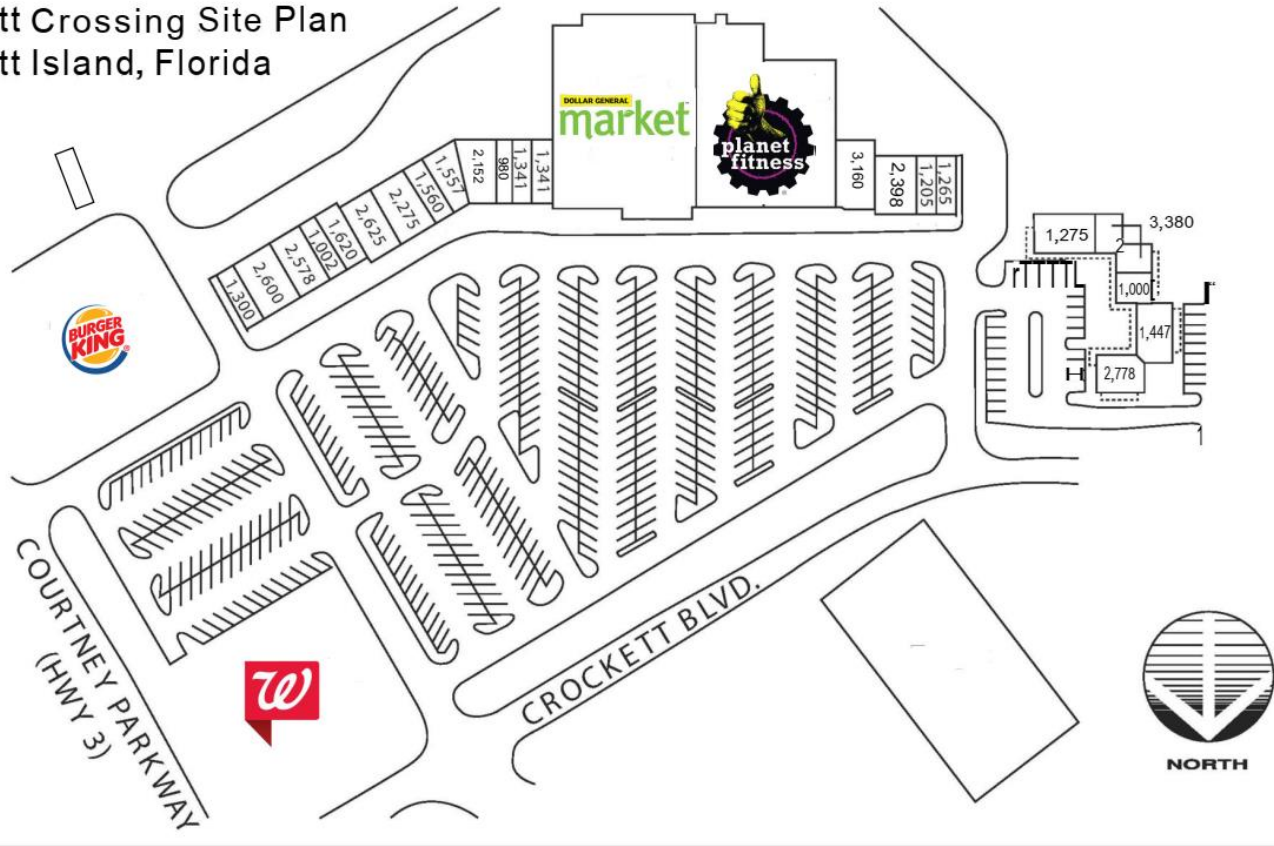 tt Crossing Site Plan
tt Island, Florida
DOLLAR GENERAL
market
planet
fitness
1,300
2,600
2,578
1,002
1,620
2,625
2,275
1,560
1,557
2,152
980
1,341
1,341
3,160
2,398
1,205
1,265
1,275
3,380
2
1,000
1,447
2,778
H
BURGER
KING
COURTNEY PARKWAY
(HWY 3)
W
CROCKETT BLVD.
NORTH